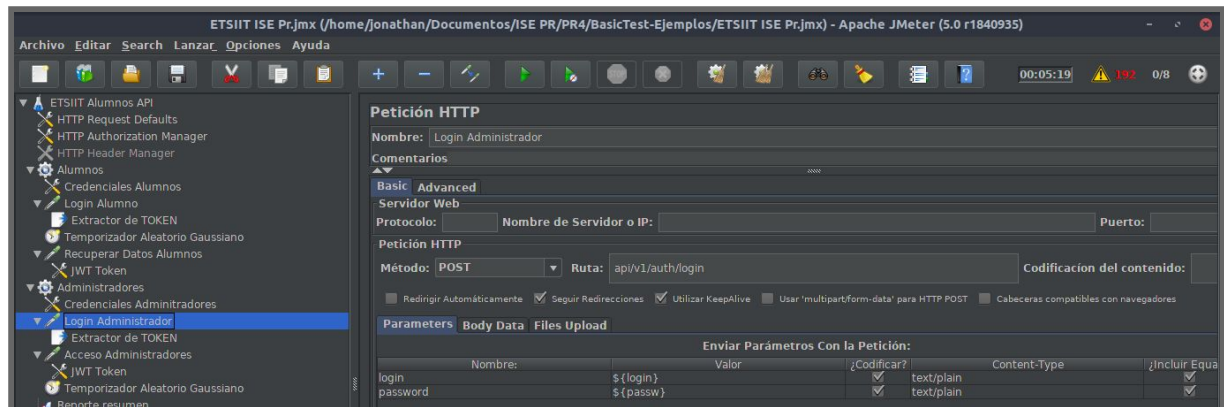 ETSIIT ISE Pr.jmx (/home/jonathan/Documentos/ISE PR/PR4/BasicTest-Ejemplos/ETSIIT ISE Pr.jmx) - Apache JMeter (5.0 r1840935)
Archivo Editar Search Lanzar Opciones Ayuda
00:05:19 192 0/8
ETSIIT Alumnos API
HTTP Request Defaults
HTTP Authorization Manager
HTTP Header Manager
Alumnos
Credenciales Alumnos
Login Alumno
Extractor de TOKEN
Temporizador Aleatorio Gaussiano
Recuperar Datos Alumnos
JWT Token
Administradores
Credenciales Adminitradores
Login Administrador
Extractor de TOKEN
Acceso Administradores
JWT Token
Temporizador Aleatorio Gaussiano
Reporte resumen
Petición HTTP
Nombre: Login Administrador
Comentarios
Basic Advanced
Servidor Web
Protocolo: Nombre de Servidor o IP: Puerto:
Petición HTTP
Método: POST Ruta: api/v1/auth/login Codificacíon del contenido:
Redirigir Automáticamente Seguir Redirecciones Utilizar KeepAlive Usar 'multipart/form-data' para HTTP POST Cabeceras compatibles con navegadores
Parameters Body Data Files Upload
Enviar Parámetros Con la Petición:
Nombre: Valor ¿Codificar? Content-Type ¿Incluir Equa
login ${login} text/plain
password ${passw} text/plain